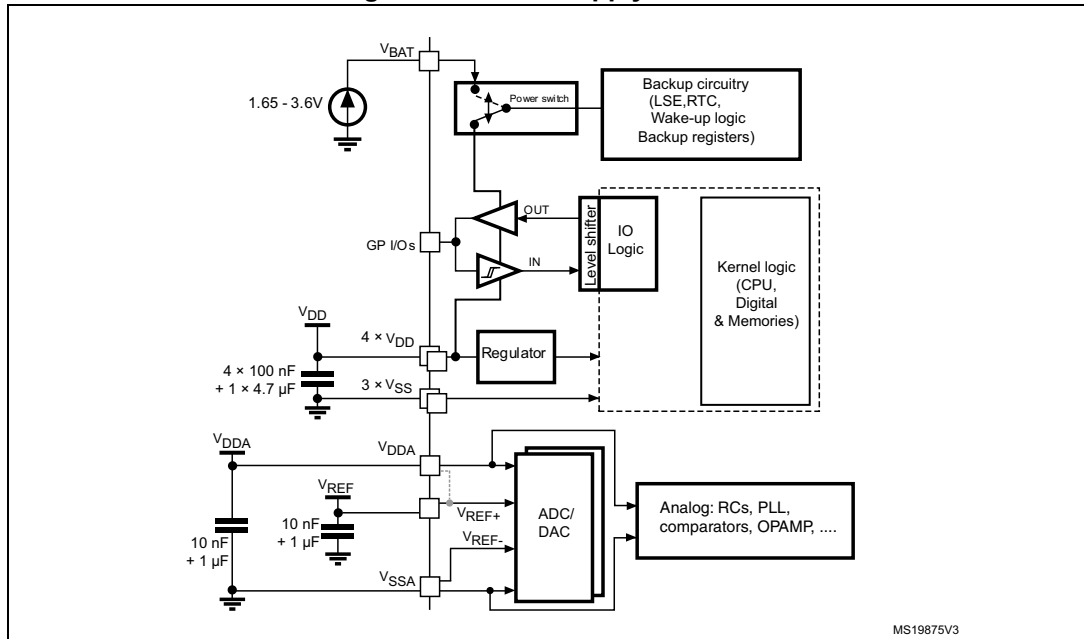 V_BAT
1.65 - 3.6V
Power switch
Backup circuitry
(LSE,RTC,
Wake-up logic
Backup registers)
OUT
GP I/Os
IN
Level shifter
IO
Logic
Kernel logic
(CPU,
Digital
& Memories)
V_DD
4 × V_DD
Regulator
4 × 100 nF
+ 1 × 4.7 µF
3 × V_SS
V_DDA
V_DDA
V_REF
10 nF
+ 1 µF
V_REF+
V_REF-
10 nF
+ 1 µF
V_SSA
ADC/
DAC
Analog: RCs, PLL,
comparators, OPAMP, ....
MS19875V3